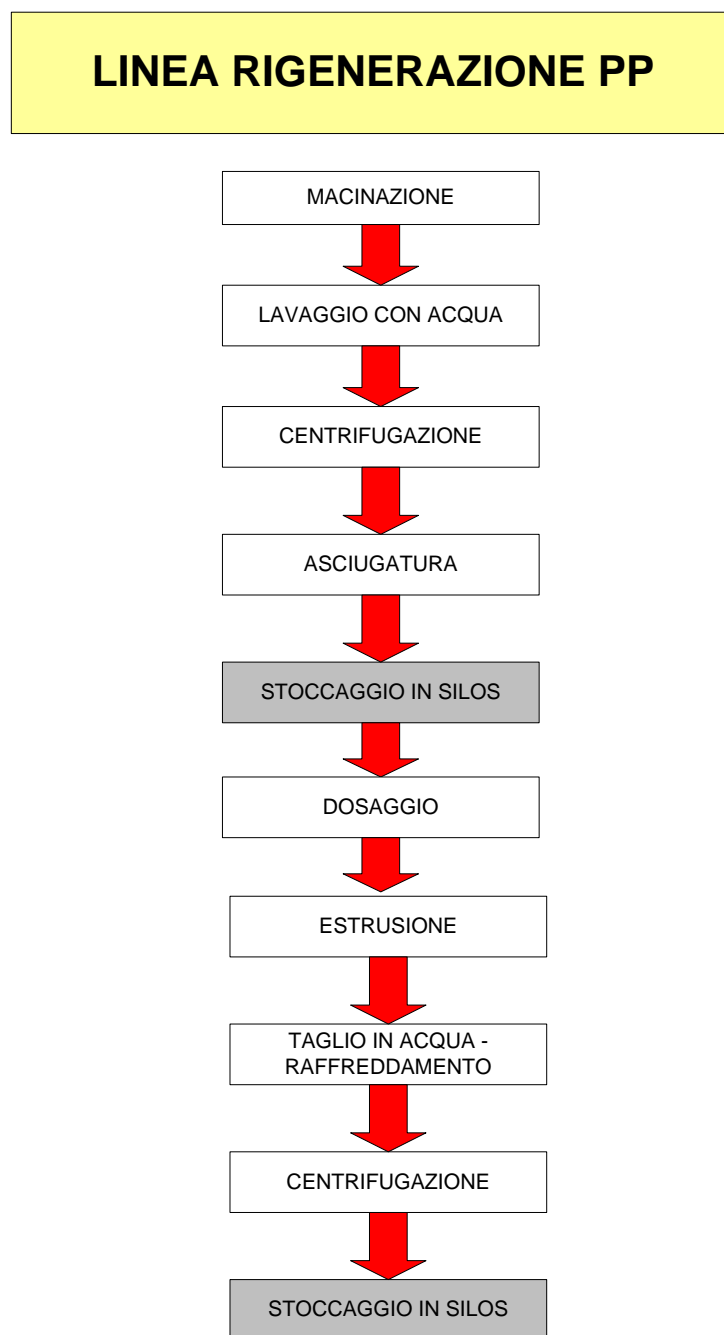 LINEA RIGENERAZIONE PP
MACINAZIONE
LAVAGGIO CON ACQUA
CENTRIFUGAZIONE
ASCIUGATURA
STOCCAGGIO IN SILOS
DOSAGGIO
ESTRUSIONE
TAGLIO IN ACQUA -
RAFFREDDAMENTO
CENTRIFUGAZIONE
STOCCAGGIO IN SILOS